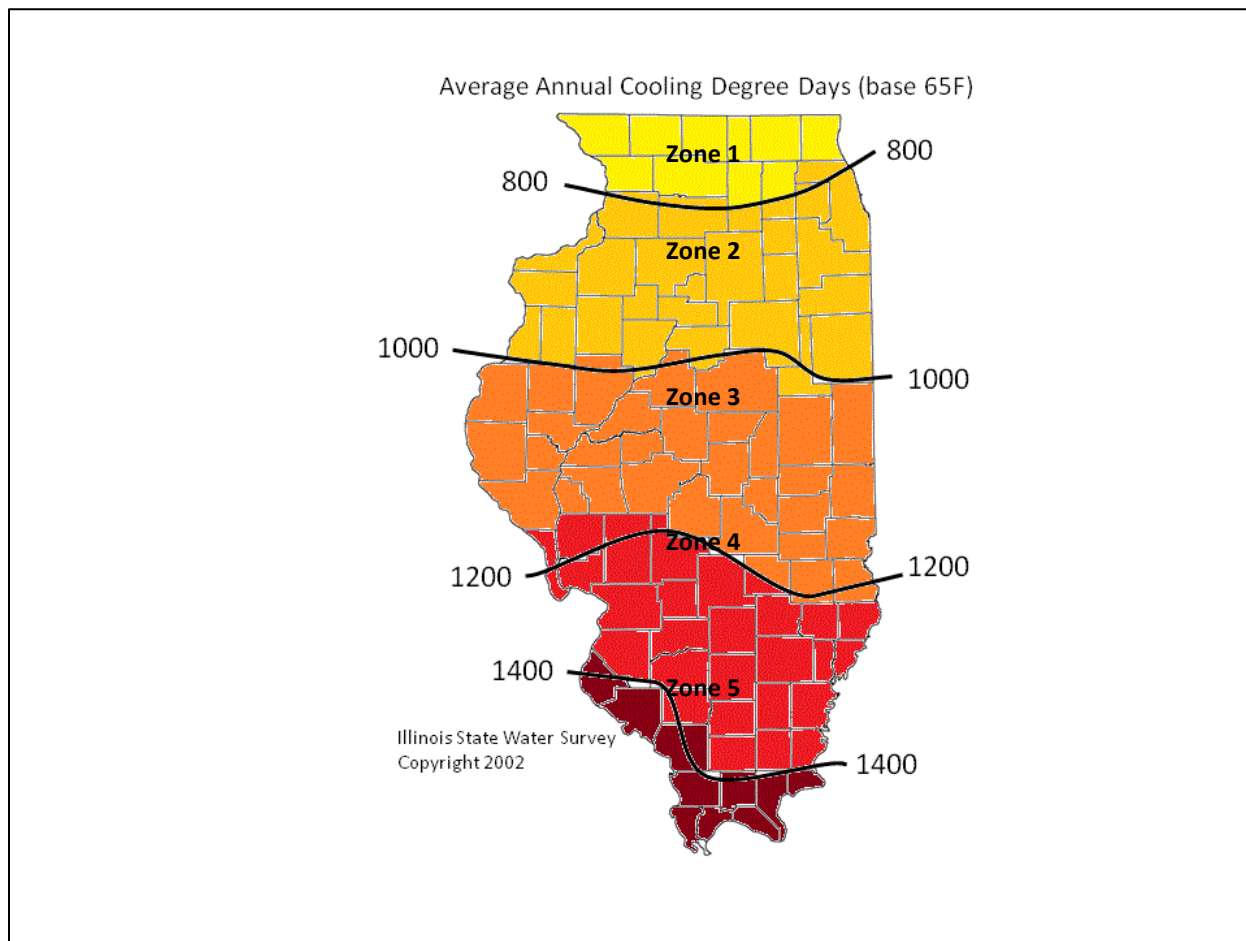 Average Annual Cooling Degree Days (base 65F)
Zone 1
800
800
Zone 2
1000
1000
Zone 3
Zone 4
1200
1200
1400
Zone 5
Illinois State Water Survey
Copyright 2002
1400